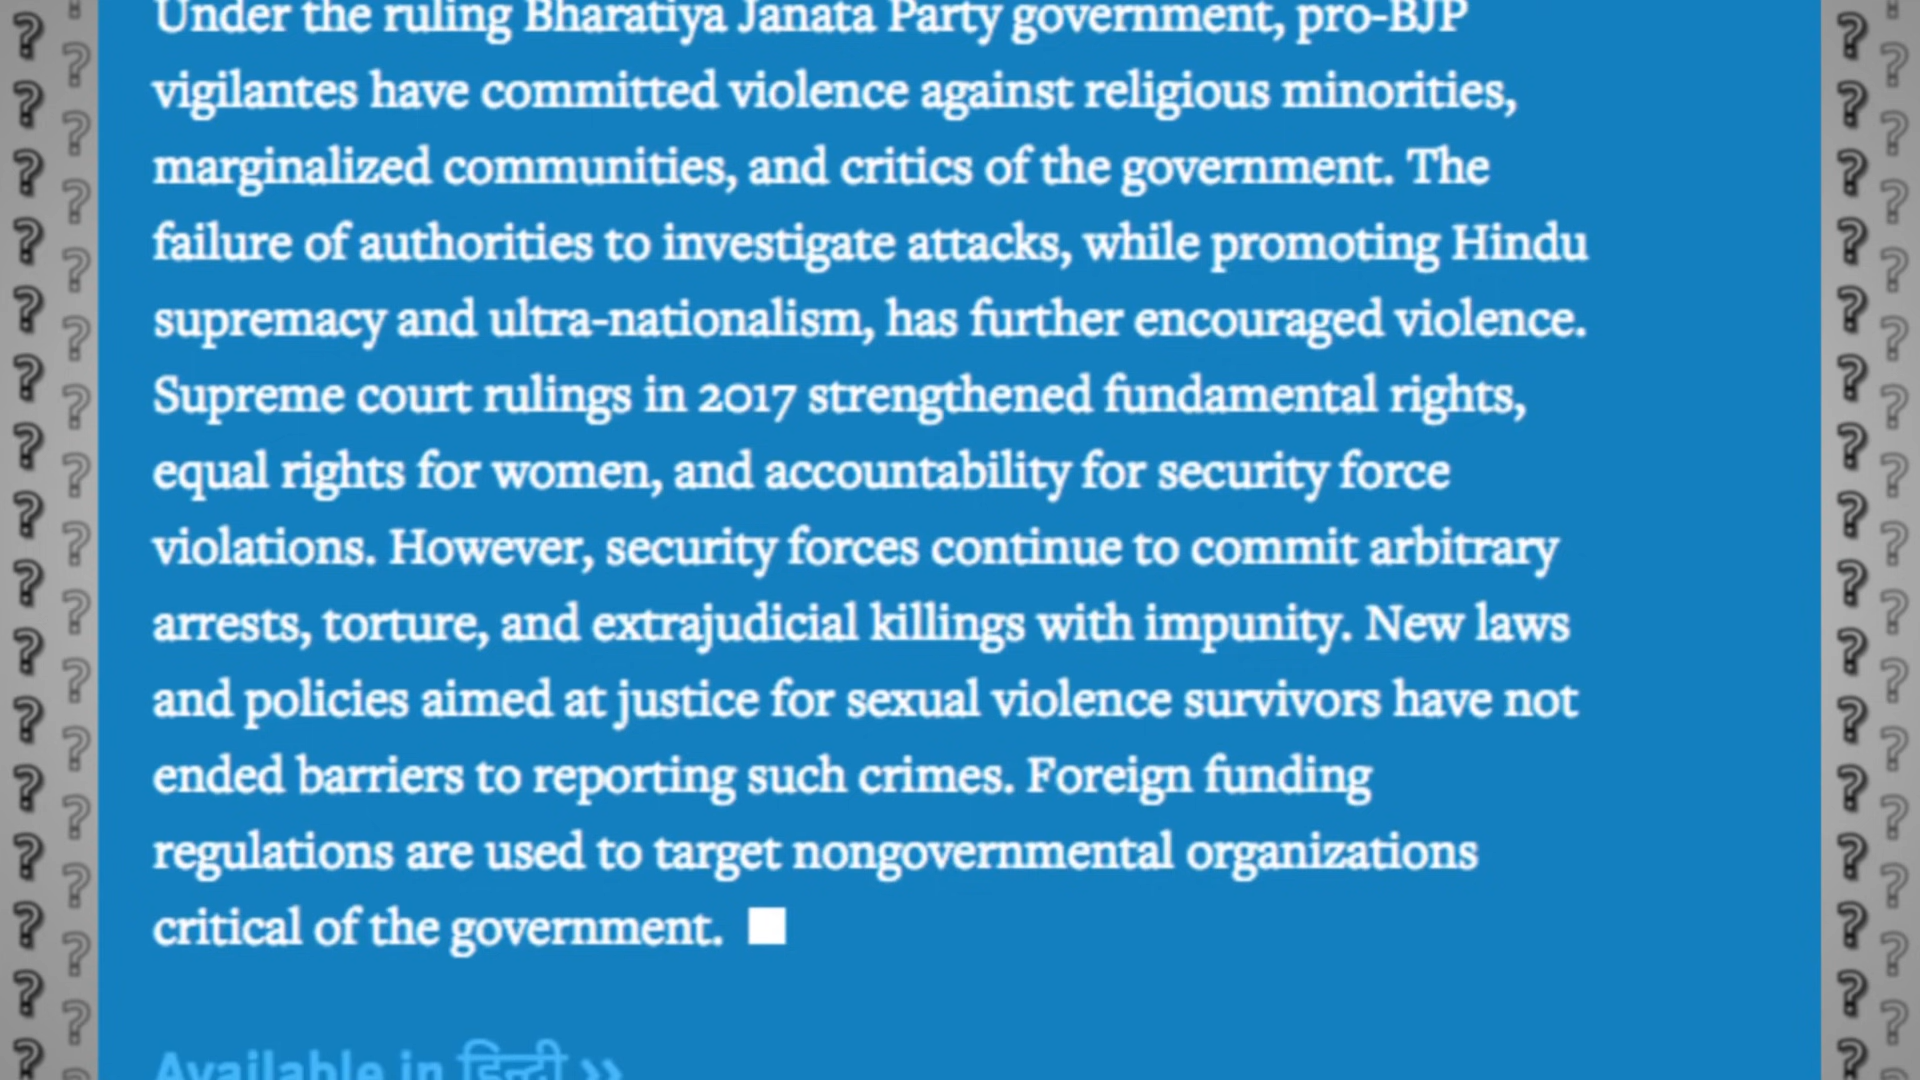 Under the ruling Bharatiya Janata Party government, pro-BJP
vigilantes have committed violence against religious minorities,
marginalized communities, and critics of the government. The
failure of authorities to investigate attacks, while promoting Hindu
supremacy and ultra-nationalism, has further encouraged violence.
Supreme court rulings in 2017 strengthened fundamental rights,
equal rights for women, and accountability for security force
violations. However, security forces continue to commit arbitrary
arrests, torture, and extrajudicial killings with impunity. New laws
and policies aimed at justice for sexual violence survivors have not
ended barriers to reporting such crimes. Foreign funding
regulations are used to target nongovernmental organizations
critical of the government.
Available in हिन्दी »